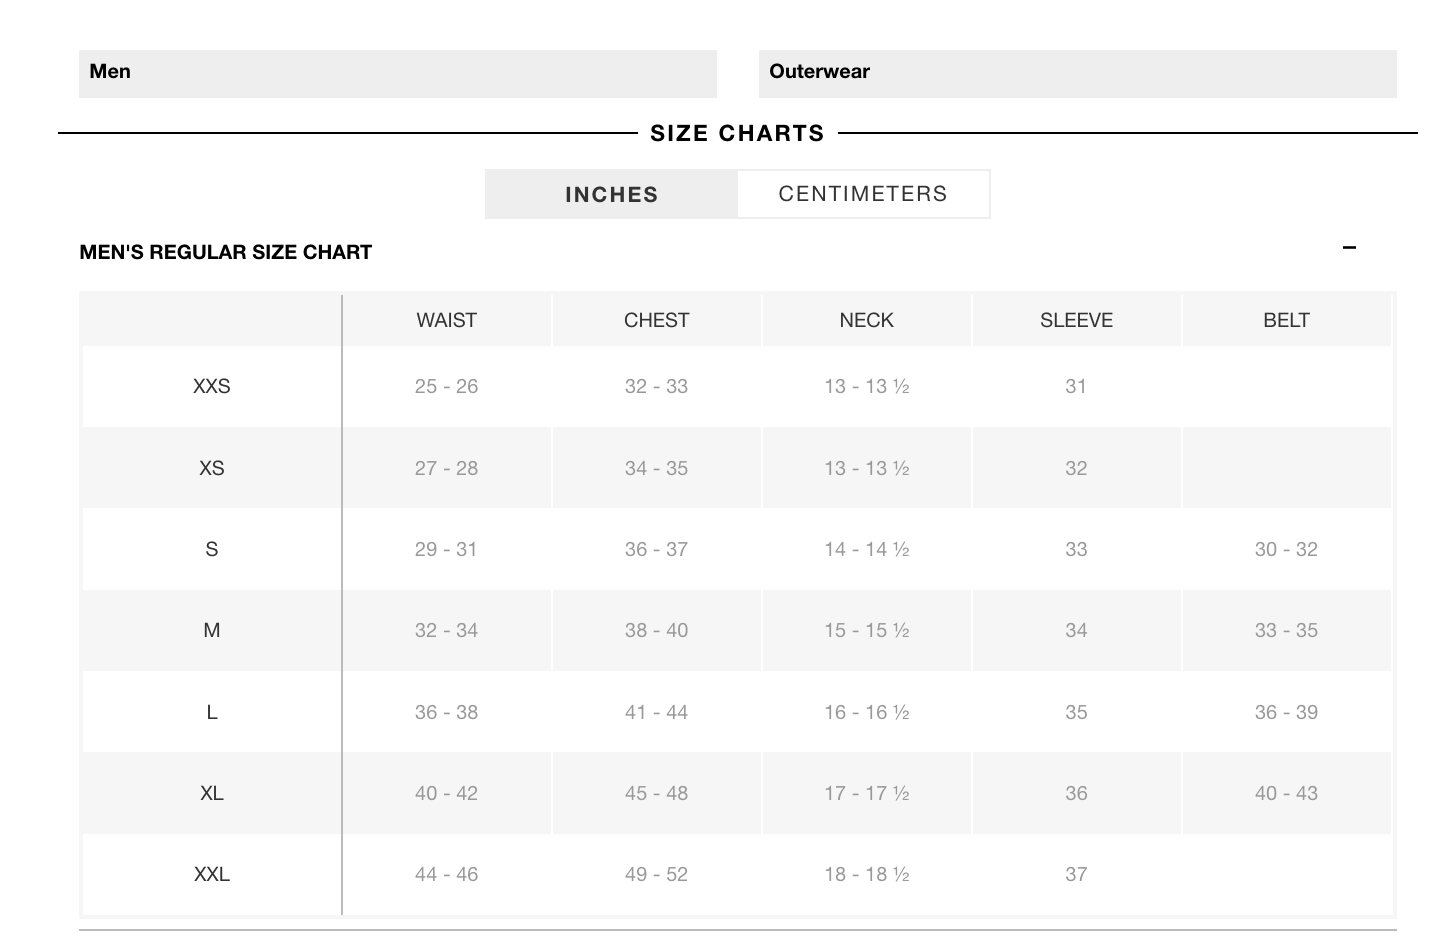 Men
Outerwear
SIZE CHARTS
INCHES CENTIMETERS
MEN'S REGULAR SIZE CHART
WAIST CHEST NECK SLEEVE BELT
XXS 25 - 26 32 - 33 13 - 13 ½ 31
XS 27 - 28 34 - 35 13 - 13 ½ 32
S 29 - 31 36 - 37 14 - 14 ½ 33 30 - 32
M 32 - 34 38 - 40 15 - 15 ½ 34 33 - 35
L 36 - 38 41 - 44 16 - 16 ½ 35 36 - 39
XL 40 - 42 45 - 48 17 - 17 ½ 36 40 - 43
XXL 44 - 46 49 - 52 18 - 18 ½ 37